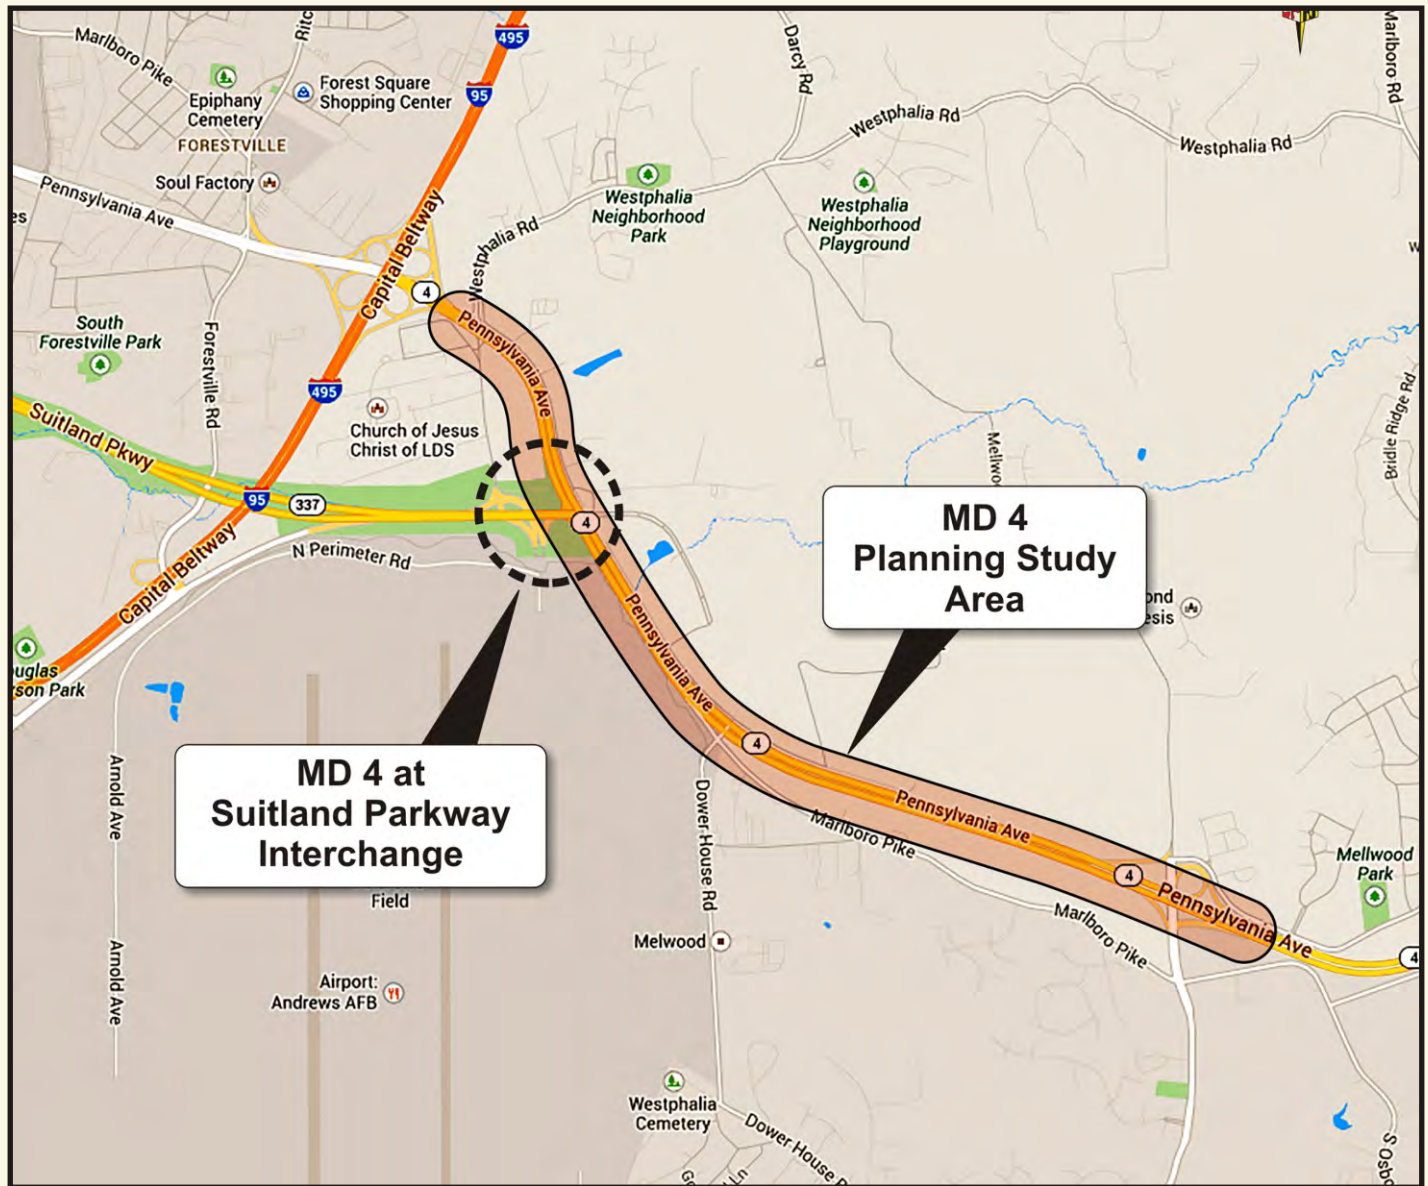 Marlboro Pike
495
Darcy Rd
Marlboro Rd
Epiphany
Cemetery
Forest Square
Shopping Center
95
FORESTVILLE
Westphalia Rd
Westphalia Rd
Soul Factory
Pennsylvania Ave
Westphalia
Neighborhood
Park
Westphalia
Neighborhood
Playground
Capital Beltway
Westphalia Rd
4
South
Forestville Park
Forestville Rd
Pennsylvania Ave
495
Bridle Ridge Rd
Suitland Pkwy
Church of Jesus
Christ of LDS
95
337
4
MD 4
Planning Study
Area
N Perimeter Rd
Capital Beltway
Pennsylvania Ave
4
MD 4 at
Suitland Parkway
Interchange
Arnold Ave
Dower House Rd
Pennsylvania Ave
Marlboro Pike
4
Mellwood
Park
Pennsylvania Ave
Field
Marlboro Pike
Melwood
4
Arnold Ave
Airport:
Andrews AFB
Westphalia
Cemetery
Dower House